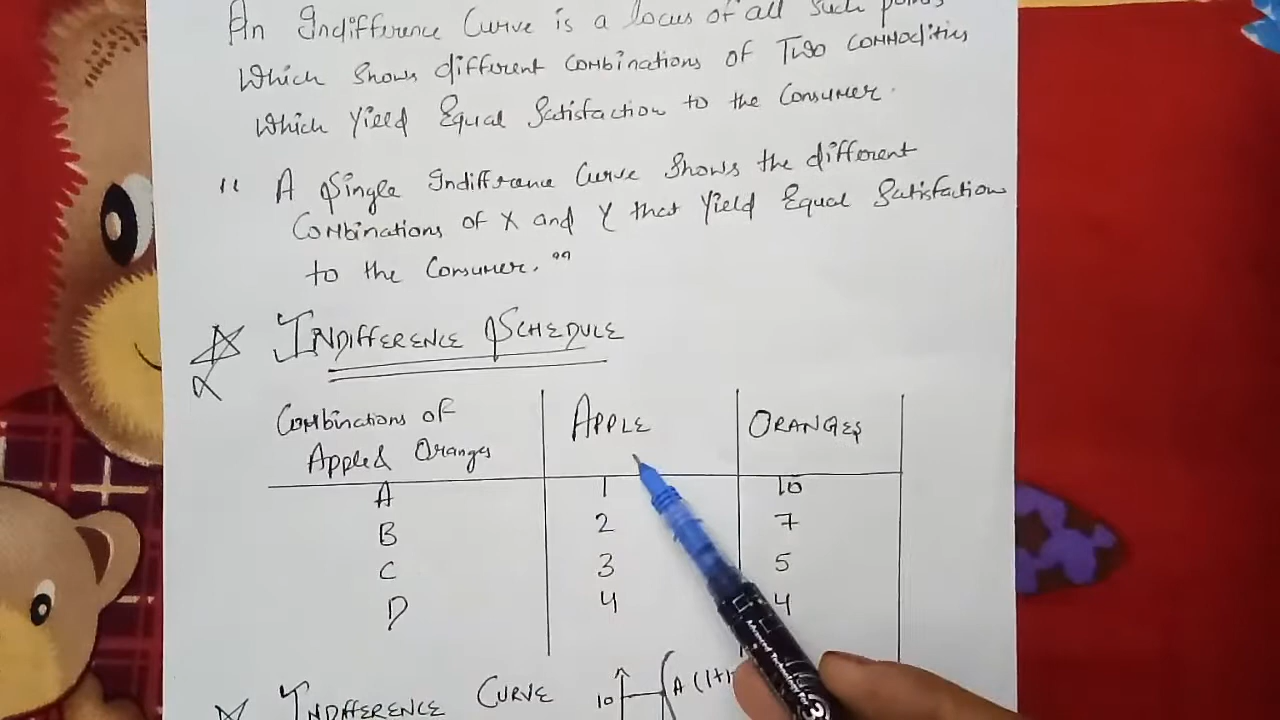 An Indifference Curve is a locus of all such points
Which shows different combinations of Two commodities
Which yield Equal Satisfaction to the Consumer.
" A Single Indiffrence Curve Shows the different
Combinations of X and Y that yield Equal Satisfaction
to the Consumer."
INDIFFERENCE SCHEDULE
Combinations of Apple & Oranges | APPLE | ORANGES
A 1 10
B 2 7
C 3 5
D 4 4
INDIFFERENCE CURVE
10 A (1+1